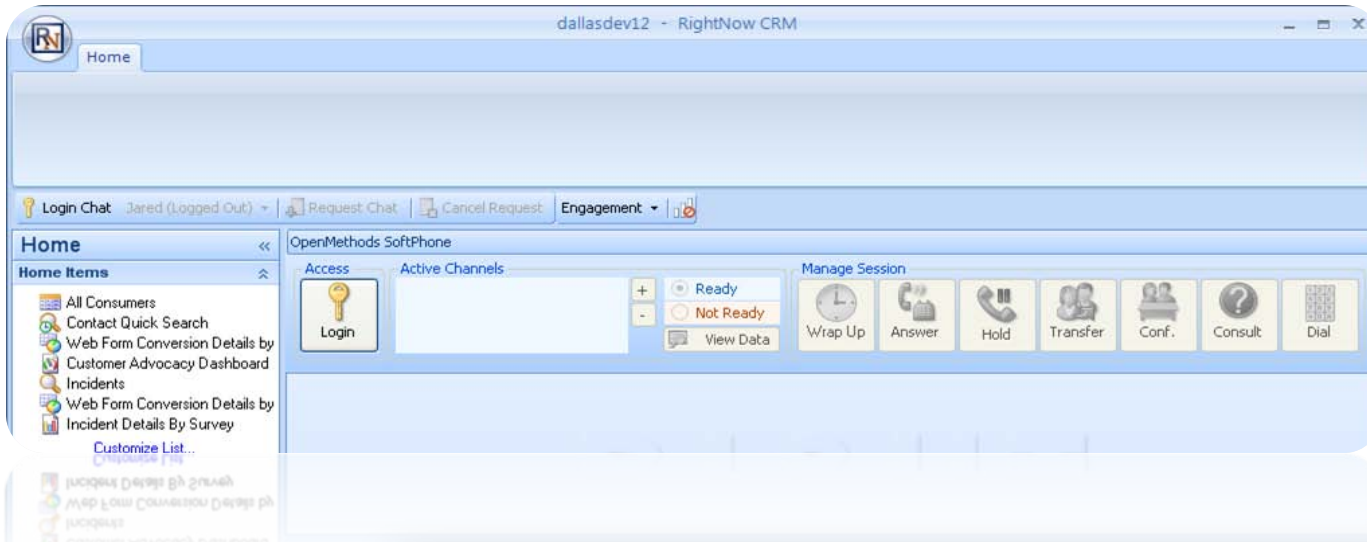 dallasdev12 - RightNow CRM
RN
Home
Login Chat Jared (Logged Out) Request Chat Cancel Request Engagement
Home
OpenMethods SoftPhone
Home Items
Access Active Channels Manage Session
All Consumers
Contact Quick Search
Web Form Conversion Details by
Customer Advocacy Dashboard
Incidents
Web Form Conversion Details by
Incident Details By Survey
Customize List...
Login
+
-
Ready
Not Ready
View Data
Wrap Up Answer Hold Transfer Conf. Consult Dial